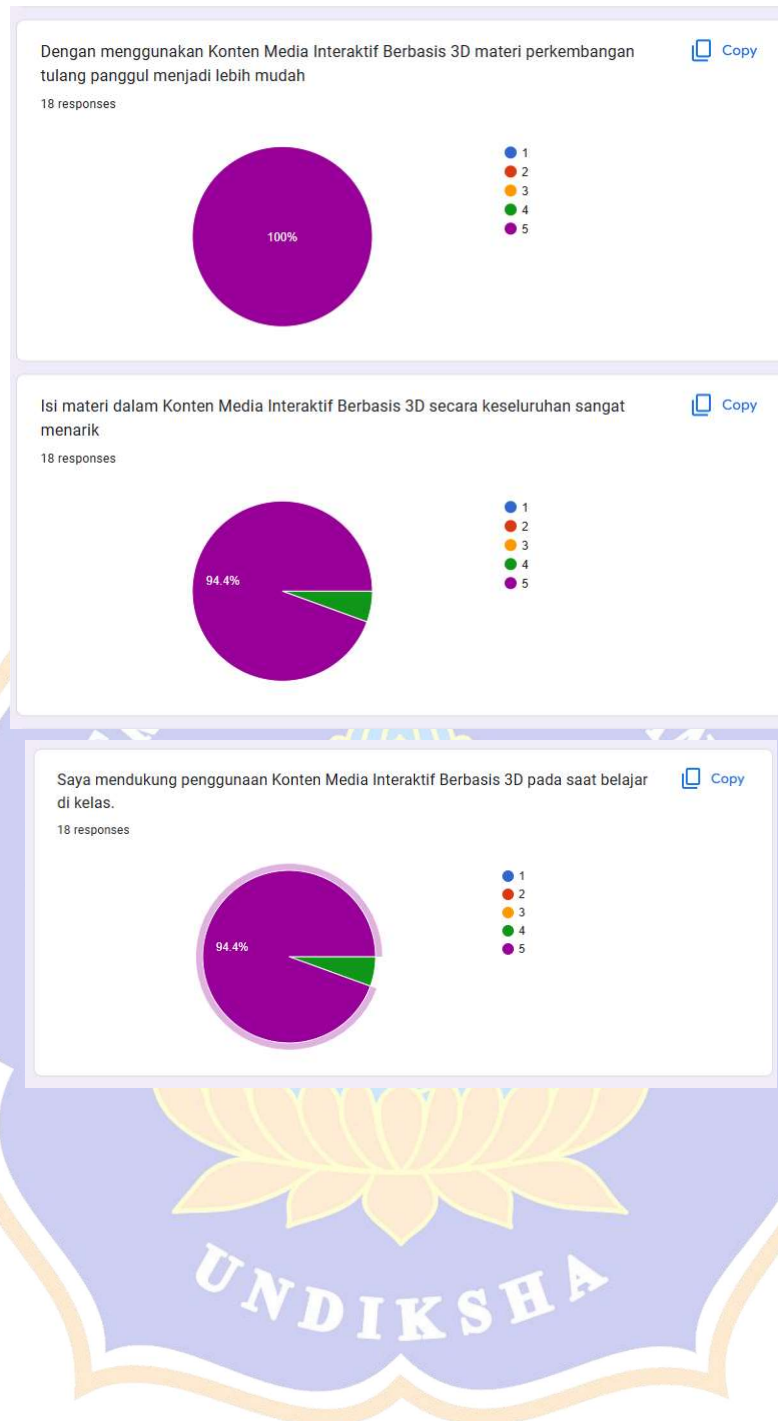 Dengan menggunakan Konten Media Interaktif Berbasis 3D materi perkembangan
Copy
tulang panggul menjadi lebih mudah
18 responses
100%
1
2
3
4
5
Isi materi dalam Konten Media Interaktif Berbasis 3D secara keseluruhan sangat
Copy
menarik
18 responses
94.4%
1
2
3
4
5
Saya mendukung penggunaan Konten Media Interaktif Berbasis 3D pada saat belajar
Copy
di kelas.
18 responses
94.4%
1
2
3
4
5
UNDIKSHA